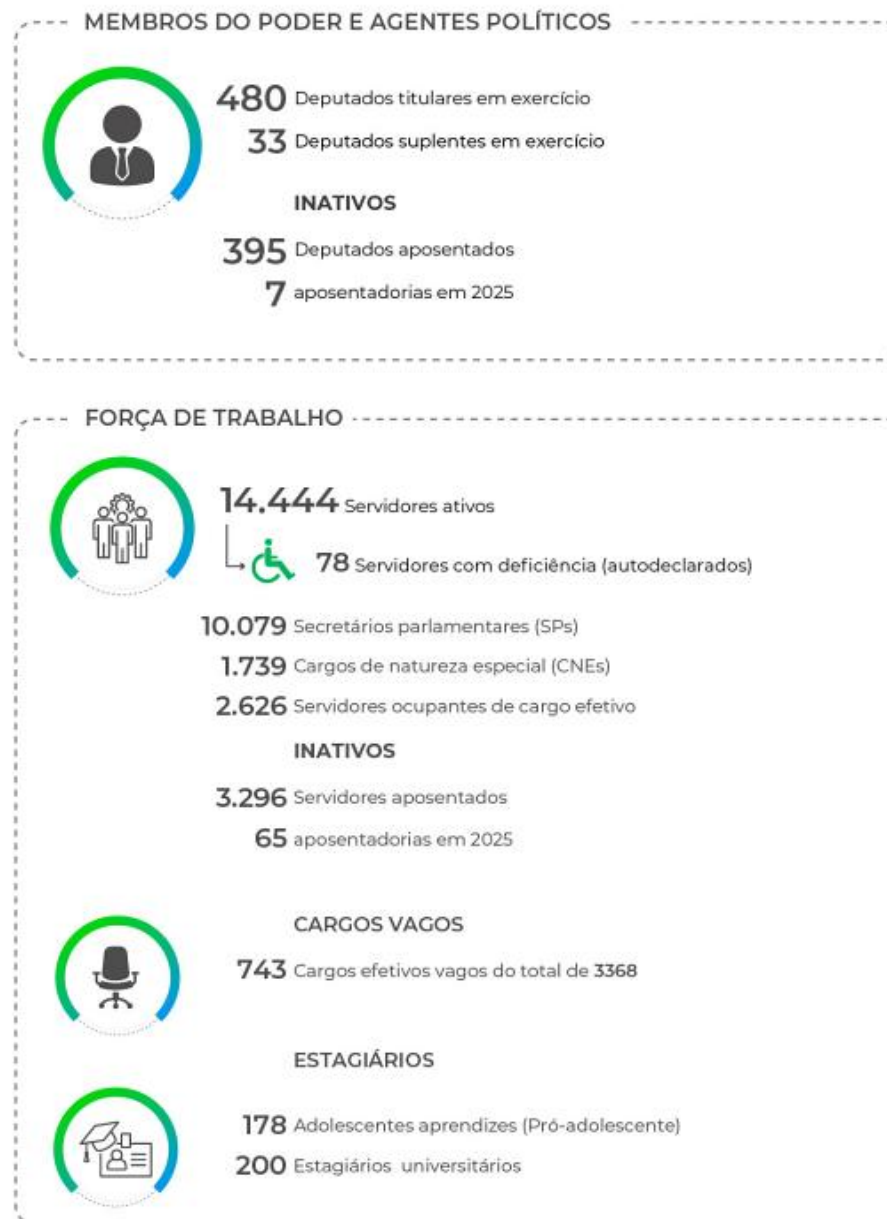 MEMBROS DO PODER E AGENTES POLÍTICOS
480 Deputados titulares em exercício
33 Deputados suplentes em exercício
INATIVOS
395 Deputados aposentados
7 aposentadorias em 2025
FORÇA DE TRABALHO
14.444 Servidores ativos
78 Servidores com deficiência (autodeclarados)
10.079 Secretários parlamentares (SPs)
1.739 Cargos de natureza especial (CNEs)
2.626 Servidores ocupantes de cargo efetivo
INATIVOS
3.296 Servidores aposentados
65 aposentadorias em 2025
CARGOS VAGOS
743 Cargos efetivos vagos do total de 3368
ESTAGIÁRIOS
178 Adolescentes aprendizes (Pró-adolescente)
200 Estagiários universitários